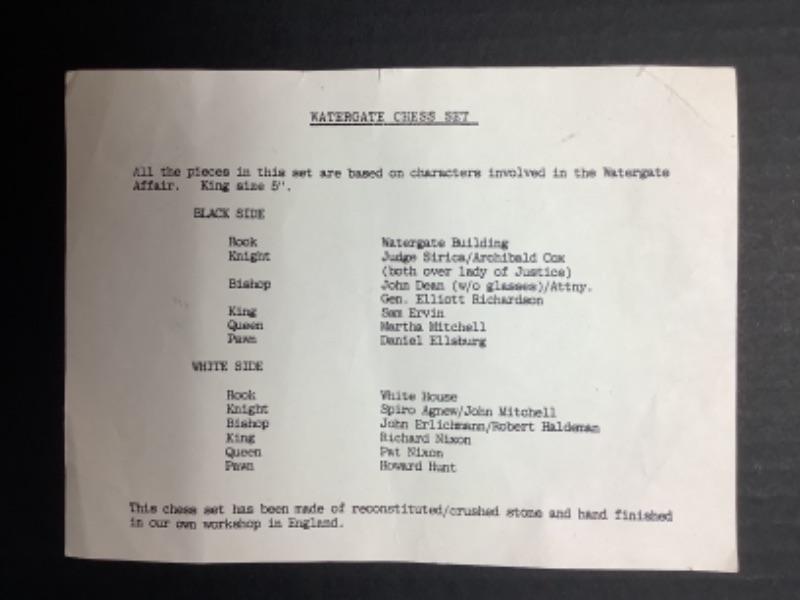 WATERGATE CHESS SET
All the pieces in this set are based on characters involved in the Watergate
Affair. King size 5".
BLACK SIDE
Rook Watergate Building
Knight Judge Sirica/Archibald Cox
(both over lady of Justice)
Bishop John Dean (w/o glasses)/Attny.
Gen. Elliott Richardson
King Sam Ervin
Queen Martha Mitchell
Pawn Daniel Ellsburg
WHITE SIDE
Rook White House
Knight Spiro Agnew/John Mitchell
Bishop John Erlichmann/Robert Haldeman
King Richard Nixon
Queen Pat Nixon
Pawn Howard Hunt
This chess set has been made of reconstituted/crushed stone and hand finished
in our own workshop in England.